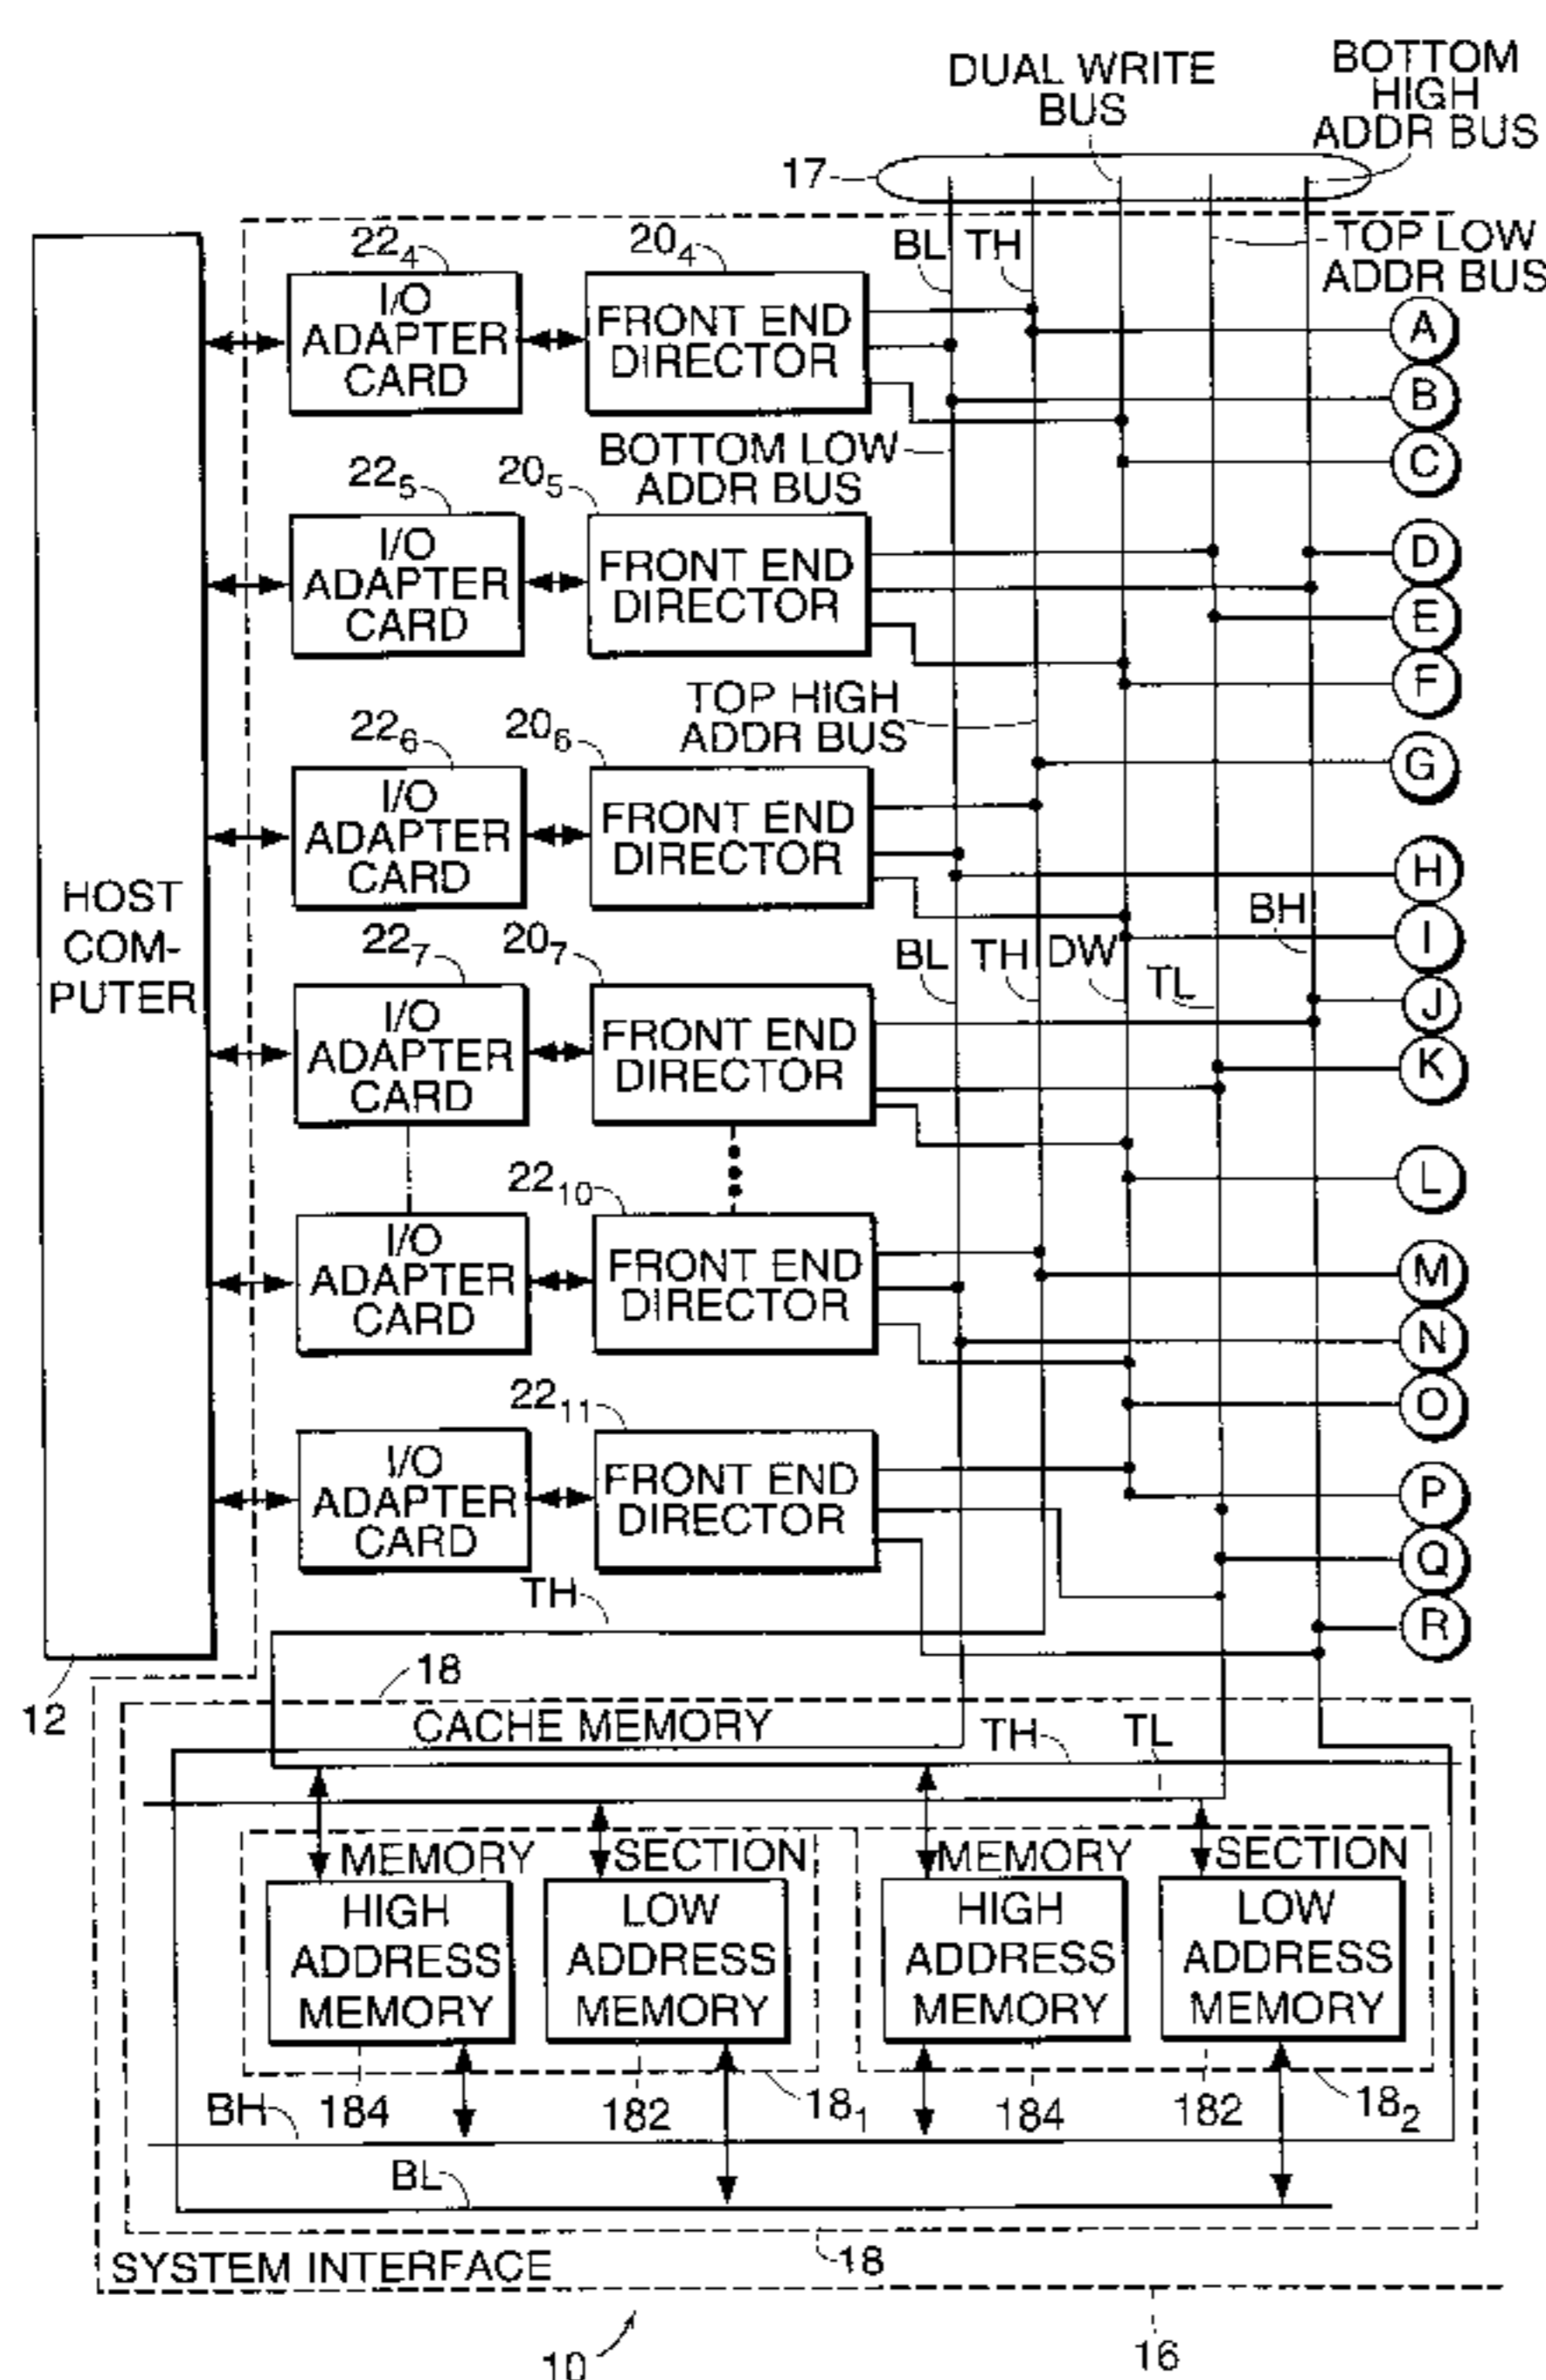 DUAL WRITE
BUS
BOTTOM
HIGH
ADDR BUS
17
BL TH
TOP LOW
ADDR BUS
22₄
20₄
I/O
ADAPTER
CARD
FRONT END
DIRECTOR
A
B
C
BOTTOM LOW
ADDR BUS
22₅
20₅
I/O
ADAPTER
CARD
FRONT END
DIRECTOR
D
E
F
TOP HIGH
ADDR BUS
22₆
20₆
I/O
ADAPTER
CARD
FRONT END
DIRECTOR
G
H
I
HOST
COM-
PUTER
BL TH DW TL BH
22₇
20₇
I/O
ADAPTER
CARD
FRONT END
DIRECTOR
J
K
L
22₁₀
I/O
ADAPTER
CARD
FRONT END
DIRECTOR
M
N
O
22₁₁
I/O
ADAPTER
CARD
FRONT END
DIRECTOR
P
Q
R
TH
12
18
CACHE MEMORY
TH
TL
MEMORY SECTION
MEMORY SECTION
HIGH
ADDRESS
MEMORY
LOW
ADDRESS
MEMORY
HIGH
ADDRESS
MEMORY
LOW
ADDRESS
MEMORY
BH
184
182
18₁
184
182
18₂
BL
SYSTEM INTERFACE
18
10
16